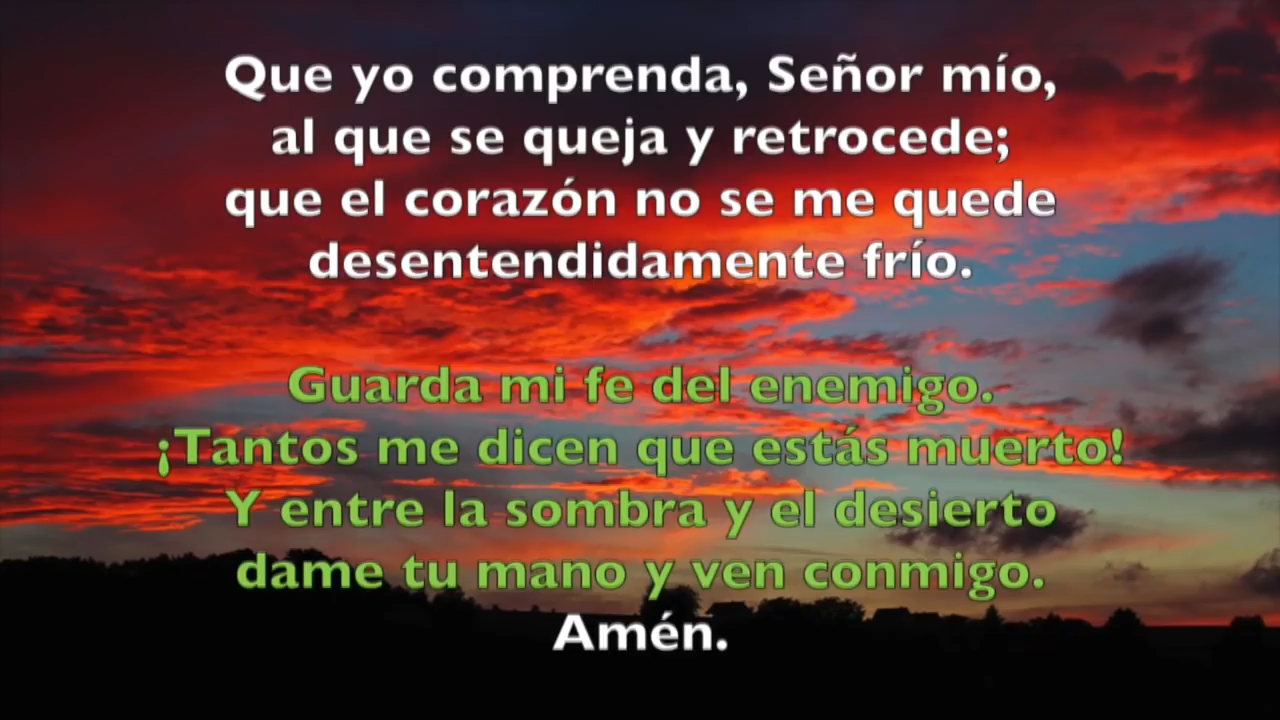 Que yo comprenda, Señor mío,
al que se queja y retrocede;
que el corazón no se me quede
desentendidamente frío.
Guarda mi fe del enemigo.
¡Tantos me dicen que estás muerto!
Y entre la sombra y el desierto
dame tu mano y ven conmigo.
Amén.